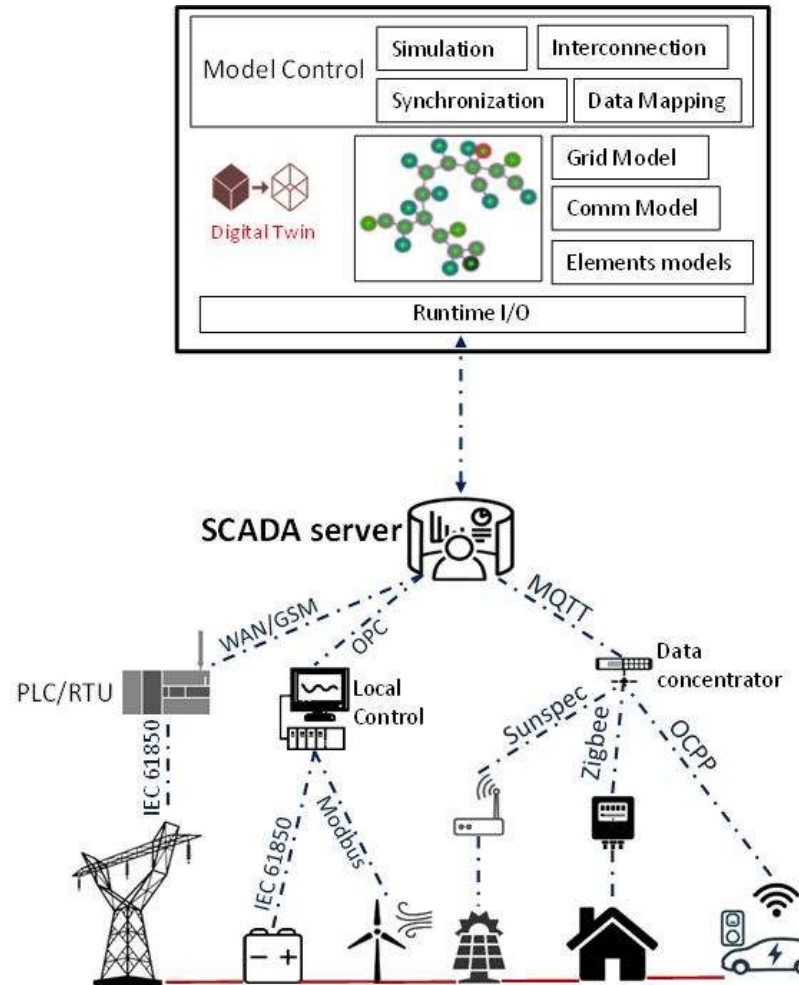 Model Control
Simulation
Interconnection
Synchronization
Data Mapping
Digital Twin
Grid Model
Comm Model
Elements models
Runtime I/O
SCADA server
WAN/GSM
OPC
MQTT
PLC/RTU
Local
Control
Data
concentrator
IEC 61850
IEC 61850
Modbus
Sunspec
Zigbee
OCPP